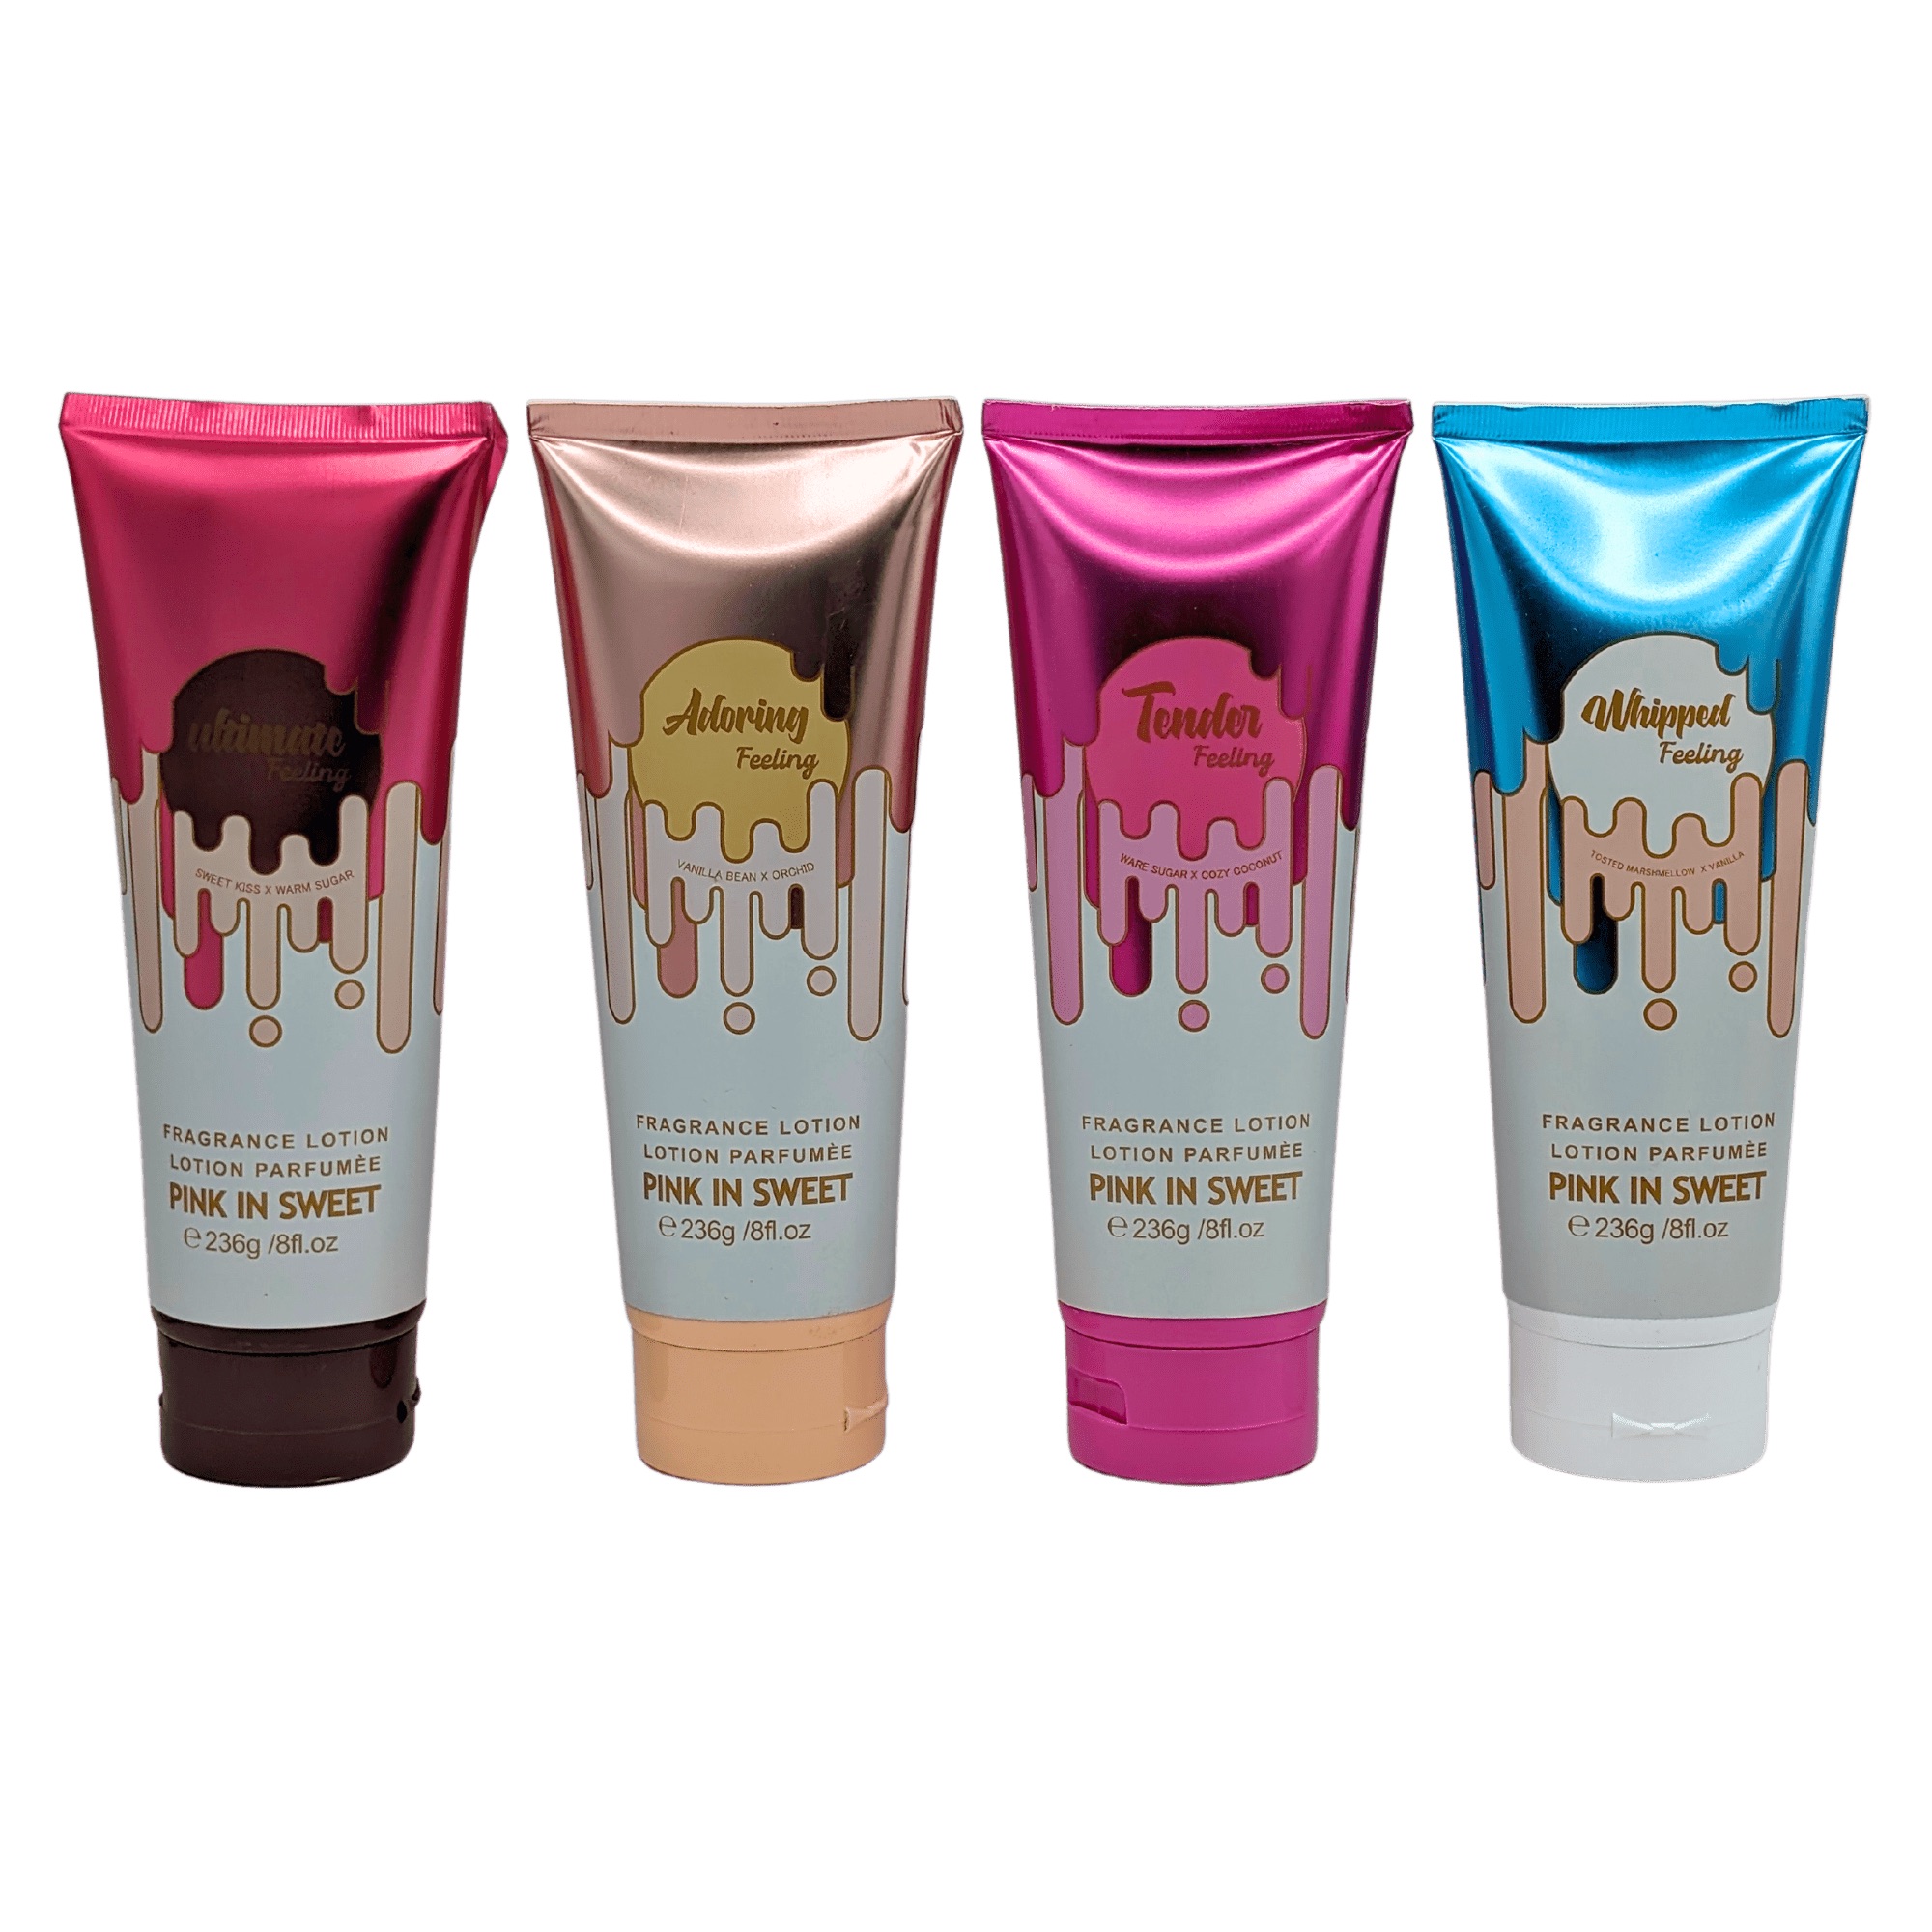 ultimate
Feeling
SWEET KISS X WARM SUGAR
FRAGRANCE LOTION
LOTION PARFUMÈE
PINK IN SWEET
℮ 236g /8fl.oz
Adoring
Feeling
VANILLA BEAN X ORCHID
FRAGRANCE LOTION
LOTION PARFUMÈE
PINK IN SWEET
℮ 236g /8fl.oz
Tender
Feeling
WARE SUGAR X COZY COCONUT
FRAGRANCE LOTION
LOTION PARFUMÈE
PINK IN SWEET
℮ 236g /8fl.oz
Whipped
Feeling
TOSTED MARSHMELLOW X VANILLA
FRAGRANCE LOTION
LOTION PARFUMÈE
PINK IN SWEET
℮ 236g /8fl.oz